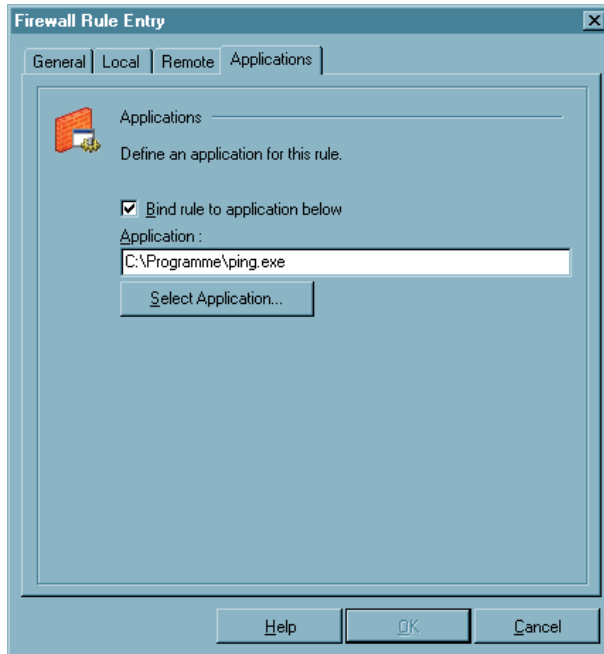 Firewall Rule Entry
General Local Remote Applications
Applications
Define an application for this rule.
Bind rule to application below
Application :
C:\Programme\ping.exe
Select Application...
Help OK Cancel